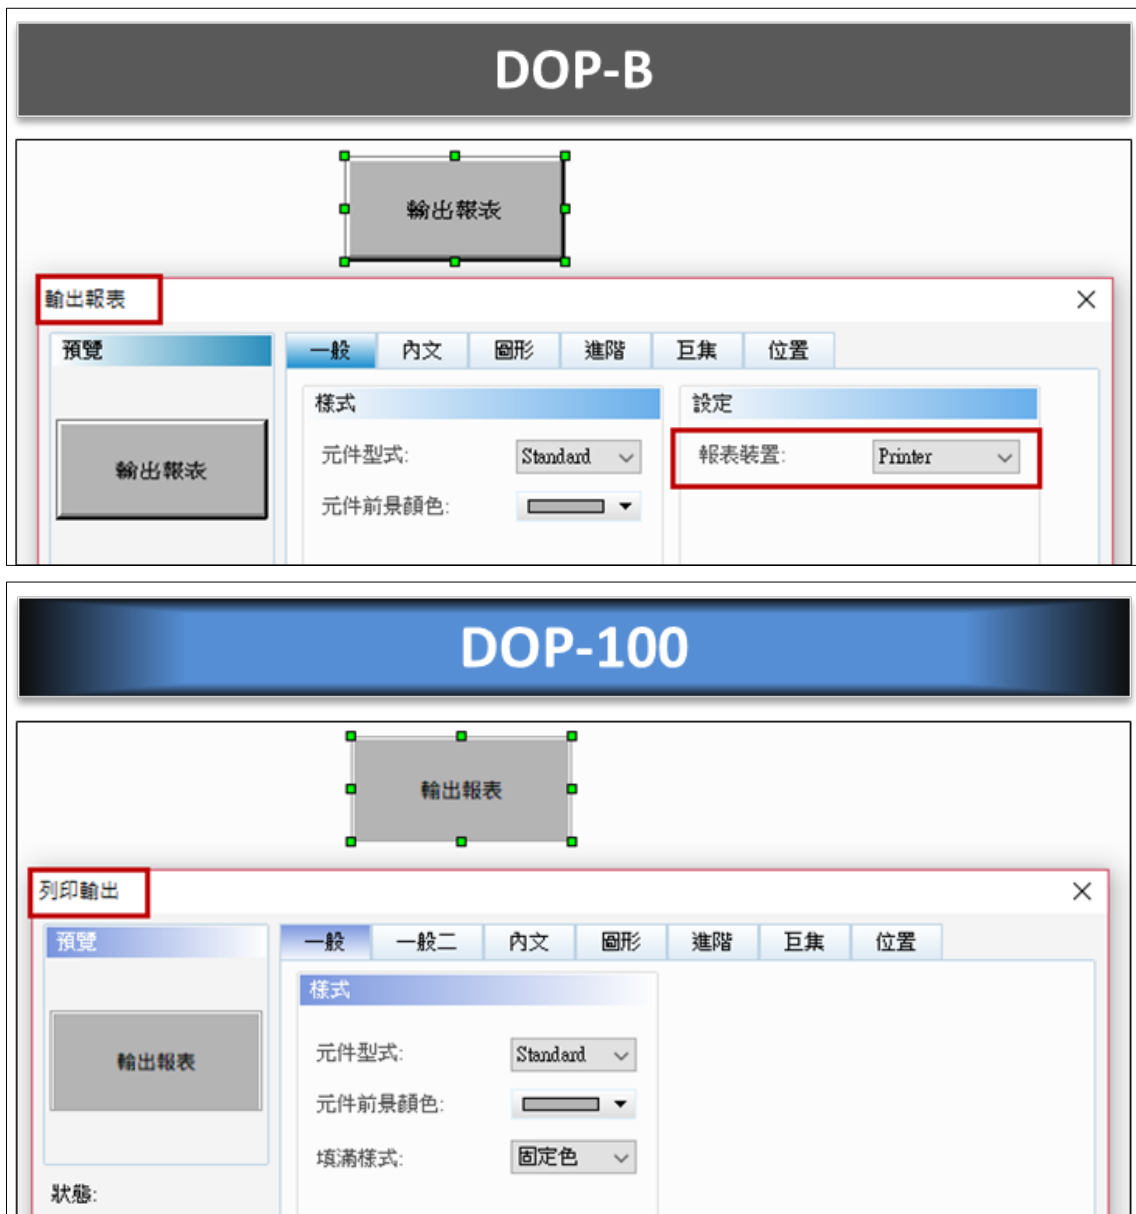 DOP-B
輸出報表
輸出報表
預覽 一般 內文 圖形 進階 巨集 位置
樣式 設定
元件型式: Standard 報表裝置: Printer
輸出報表
元件前景顏色:
DOP-100
輸出報表
列印輸出
預覽 一般 一般二 內文 圖形 進階 巨集 位置
樣式
元件型式: Standard
輸出報表
元件前景顏色:
填滿樣式: 固定色
狀態: